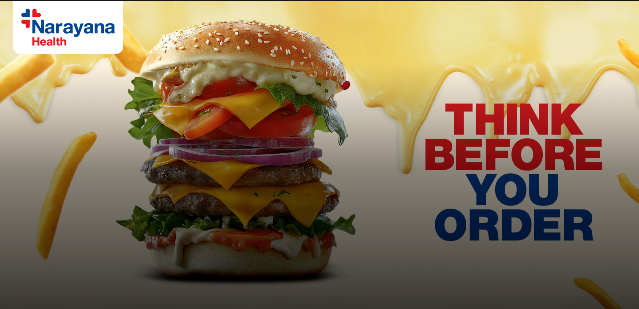 Narayana
Health
THINK
BEFORE
YOU
ORDER